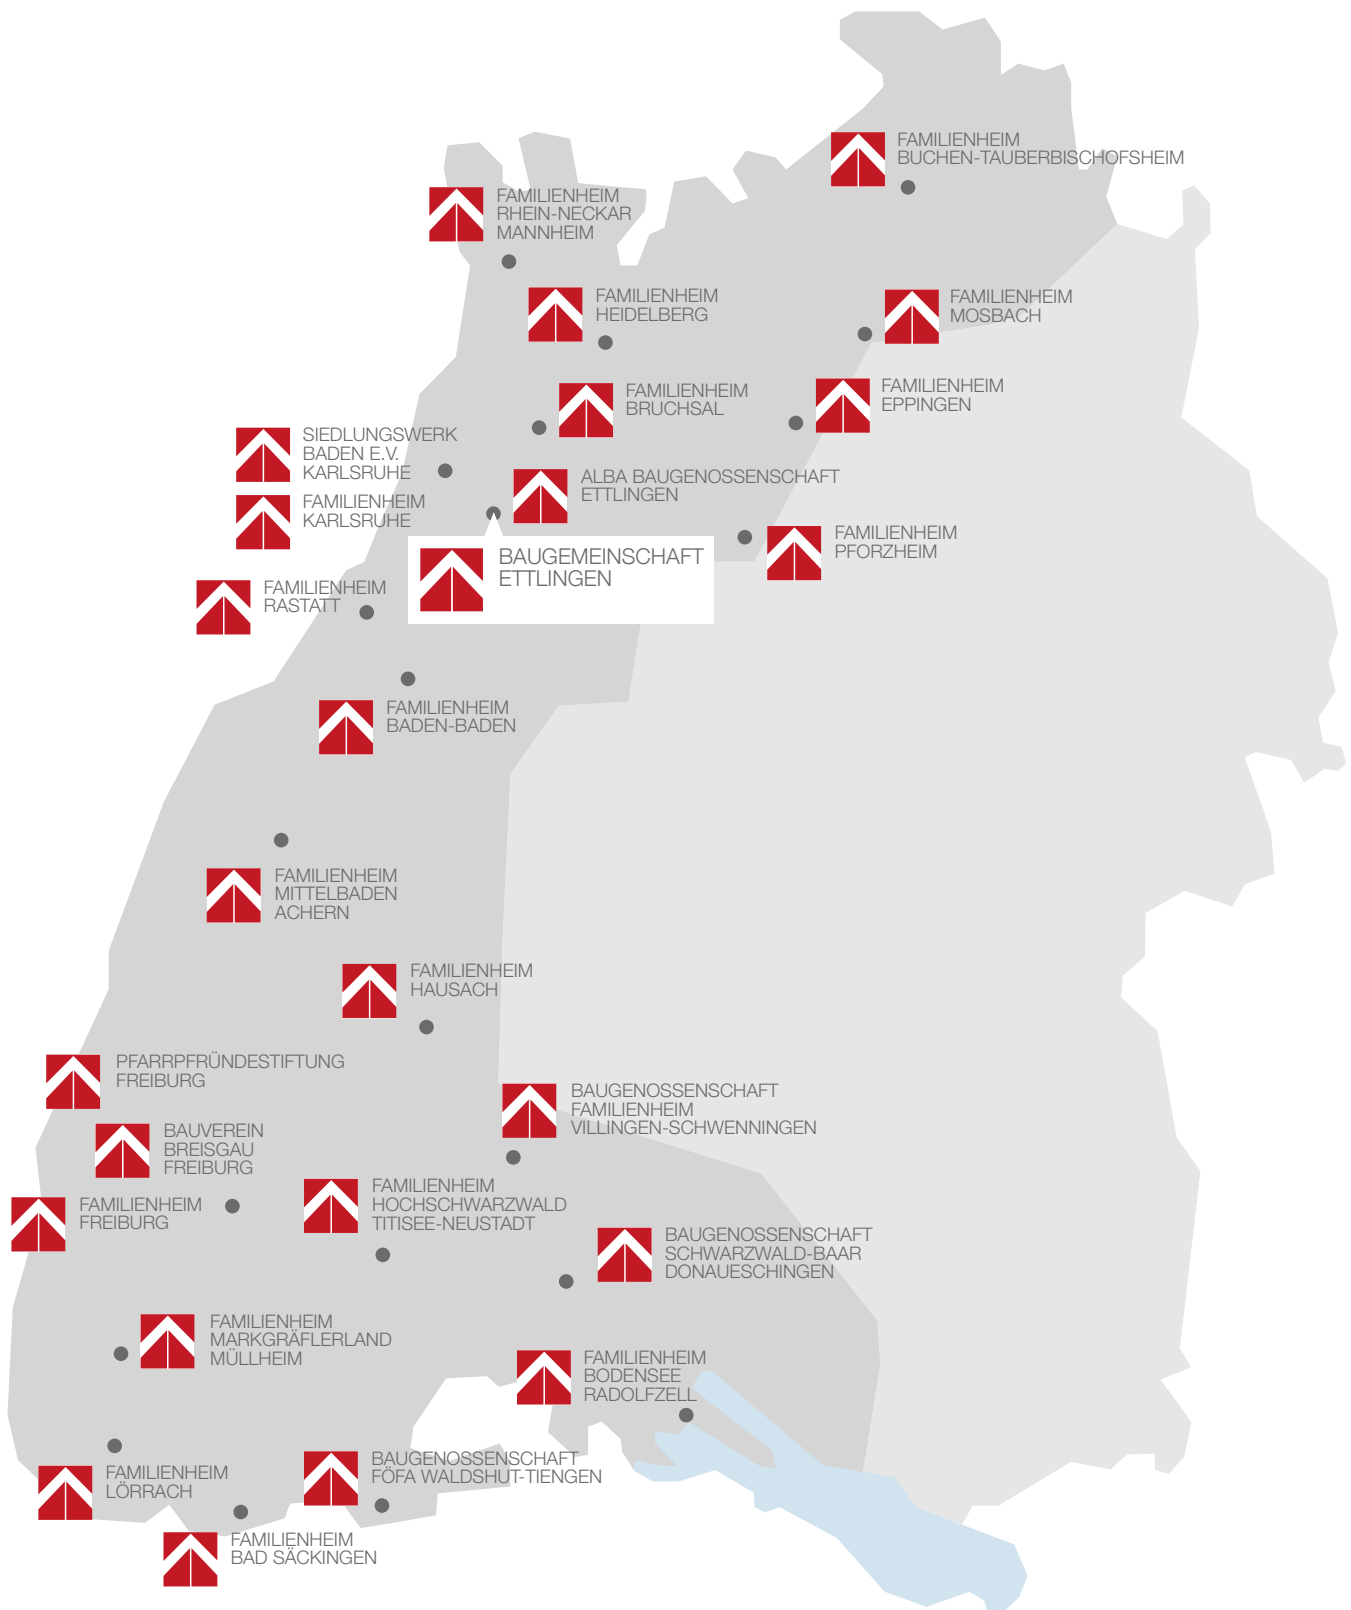 FAMILIENHEIM
BUCHEN-TAUBERBISCHOFSHEIM
FAMILIENHEIM
RHEIN-NECKAR
MANNHEIM
FAMILIENHEIM
HEIDELBERG
FAMILIENHEIM
MOSBACH
FAMILIENHEIM
BRUCHSAL
FAMILIENHEIM
EPPINGEN
SIEDLUNGSWERK
BADEN E.V.
KARLSRUHE
FAMILIENHEIM
KARLSRUHE
ALBA BAUGENOSSENSCHAFT
ETTLINGEN
BAUGEMEINSCHAFT
ETTLINGEN
FAMILIENHEIM
PFORZHEIM
FAMILIENHEIM
RASTATT
FAMILIENHEIM
BADEN-BADEN
FAMILIENHEIM
MITTELBADEN
ACHERN
FAMILIENHEIM
HAUSACH
PFARRPFRÜNDESTIFTUNG
FREIBURG
BAUVEREIN
BREISGAU
FREIBURG
FAMILIENHEIM
FREIBURG
BAUGENOSSENSCHAFT
FAMILIENHEIM
VILLINGEN-SCHWENNINGEN
FAMILIENHEIM
HOCHSCHWARZWALD
TITISEE-NEUSTADT
BAUGENOSSENSCHAFT
SCHWARZWALD-BAAR
DONAUESCHINGEN
FAMILIENHEIM
MARKGRÄFLERLAND
MÜLLHEIM
FAMILIENHEIM
BODENSEE
RADOLFZELL
FAMILIENHEIM
LÖRRACH
BAUGENOSSENSCHAFT
FÖFA WALDSHUT-TIENGEN
FAMILIENHEIM
BAD SÄCKINGEN